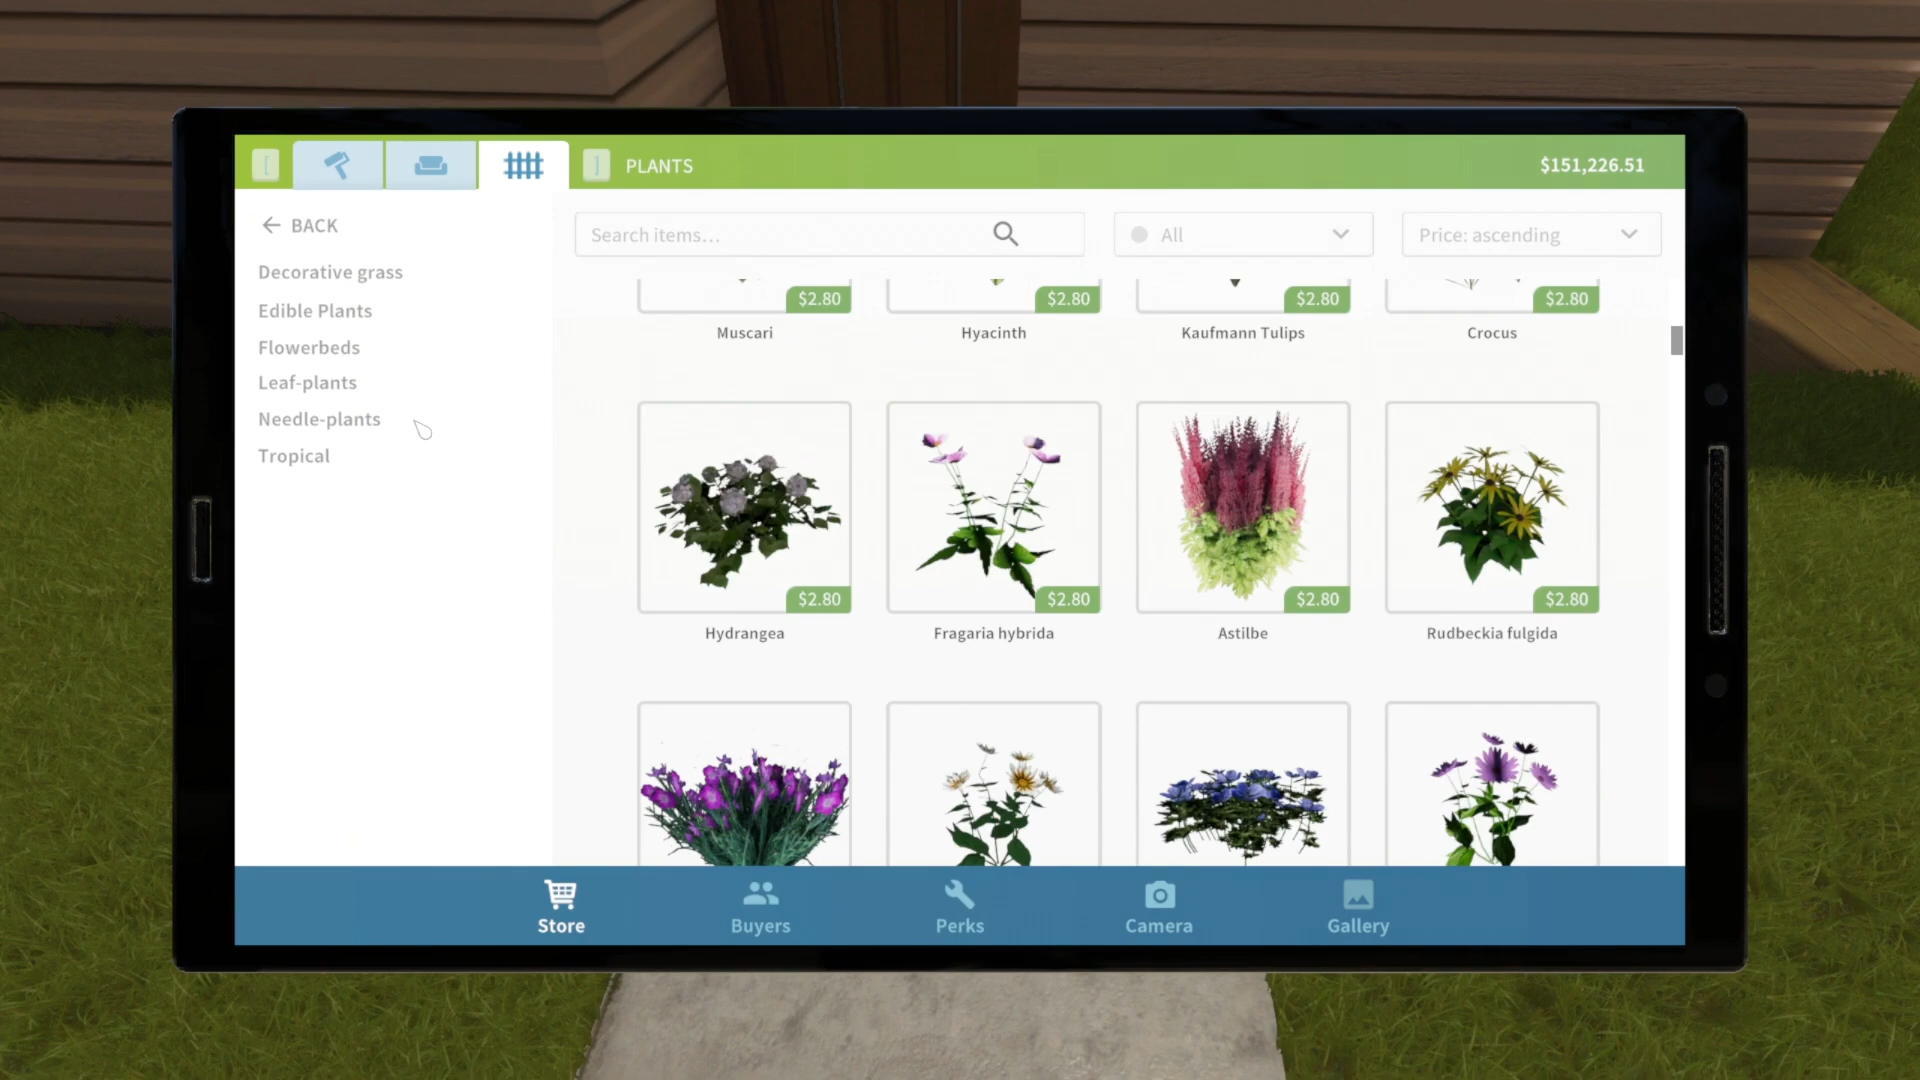 [
]
PLANTS
$151,226.51
BACK
Search items...
All
Price: ascending
Decorative grass
Edible Plants
Flowerbeds
Leaf-plants
Needle-plants
Tropical
$2.80 $2.80 $2.80 $2.80
Muscari Hyacinth Kaufmann Tulips Crocus
$2.80 $2.80 $2.80 $2.80
Hydrangea Fragaria hybrida Astilbe Rudbeckia fulgida
Store Buyers Perks Camera Gallery